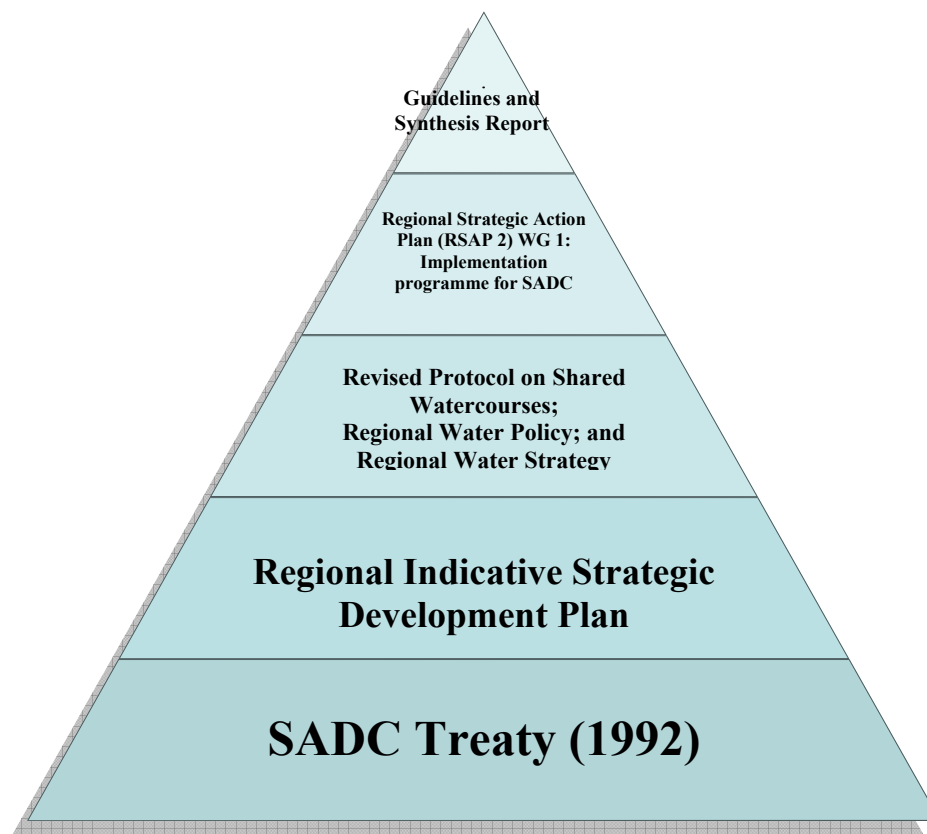 Guidelines and
Synthesis Report
Regional Strategic Action
Plan (RSAP 2) WG 1:
Implementation
programme for SADC
Revised Protocol on Shared
Watercourses;
Regional Water Policy; and
Regional Water Strategy
Regional Indicative Strategic
Development Plan
SADC Treaty (1992)